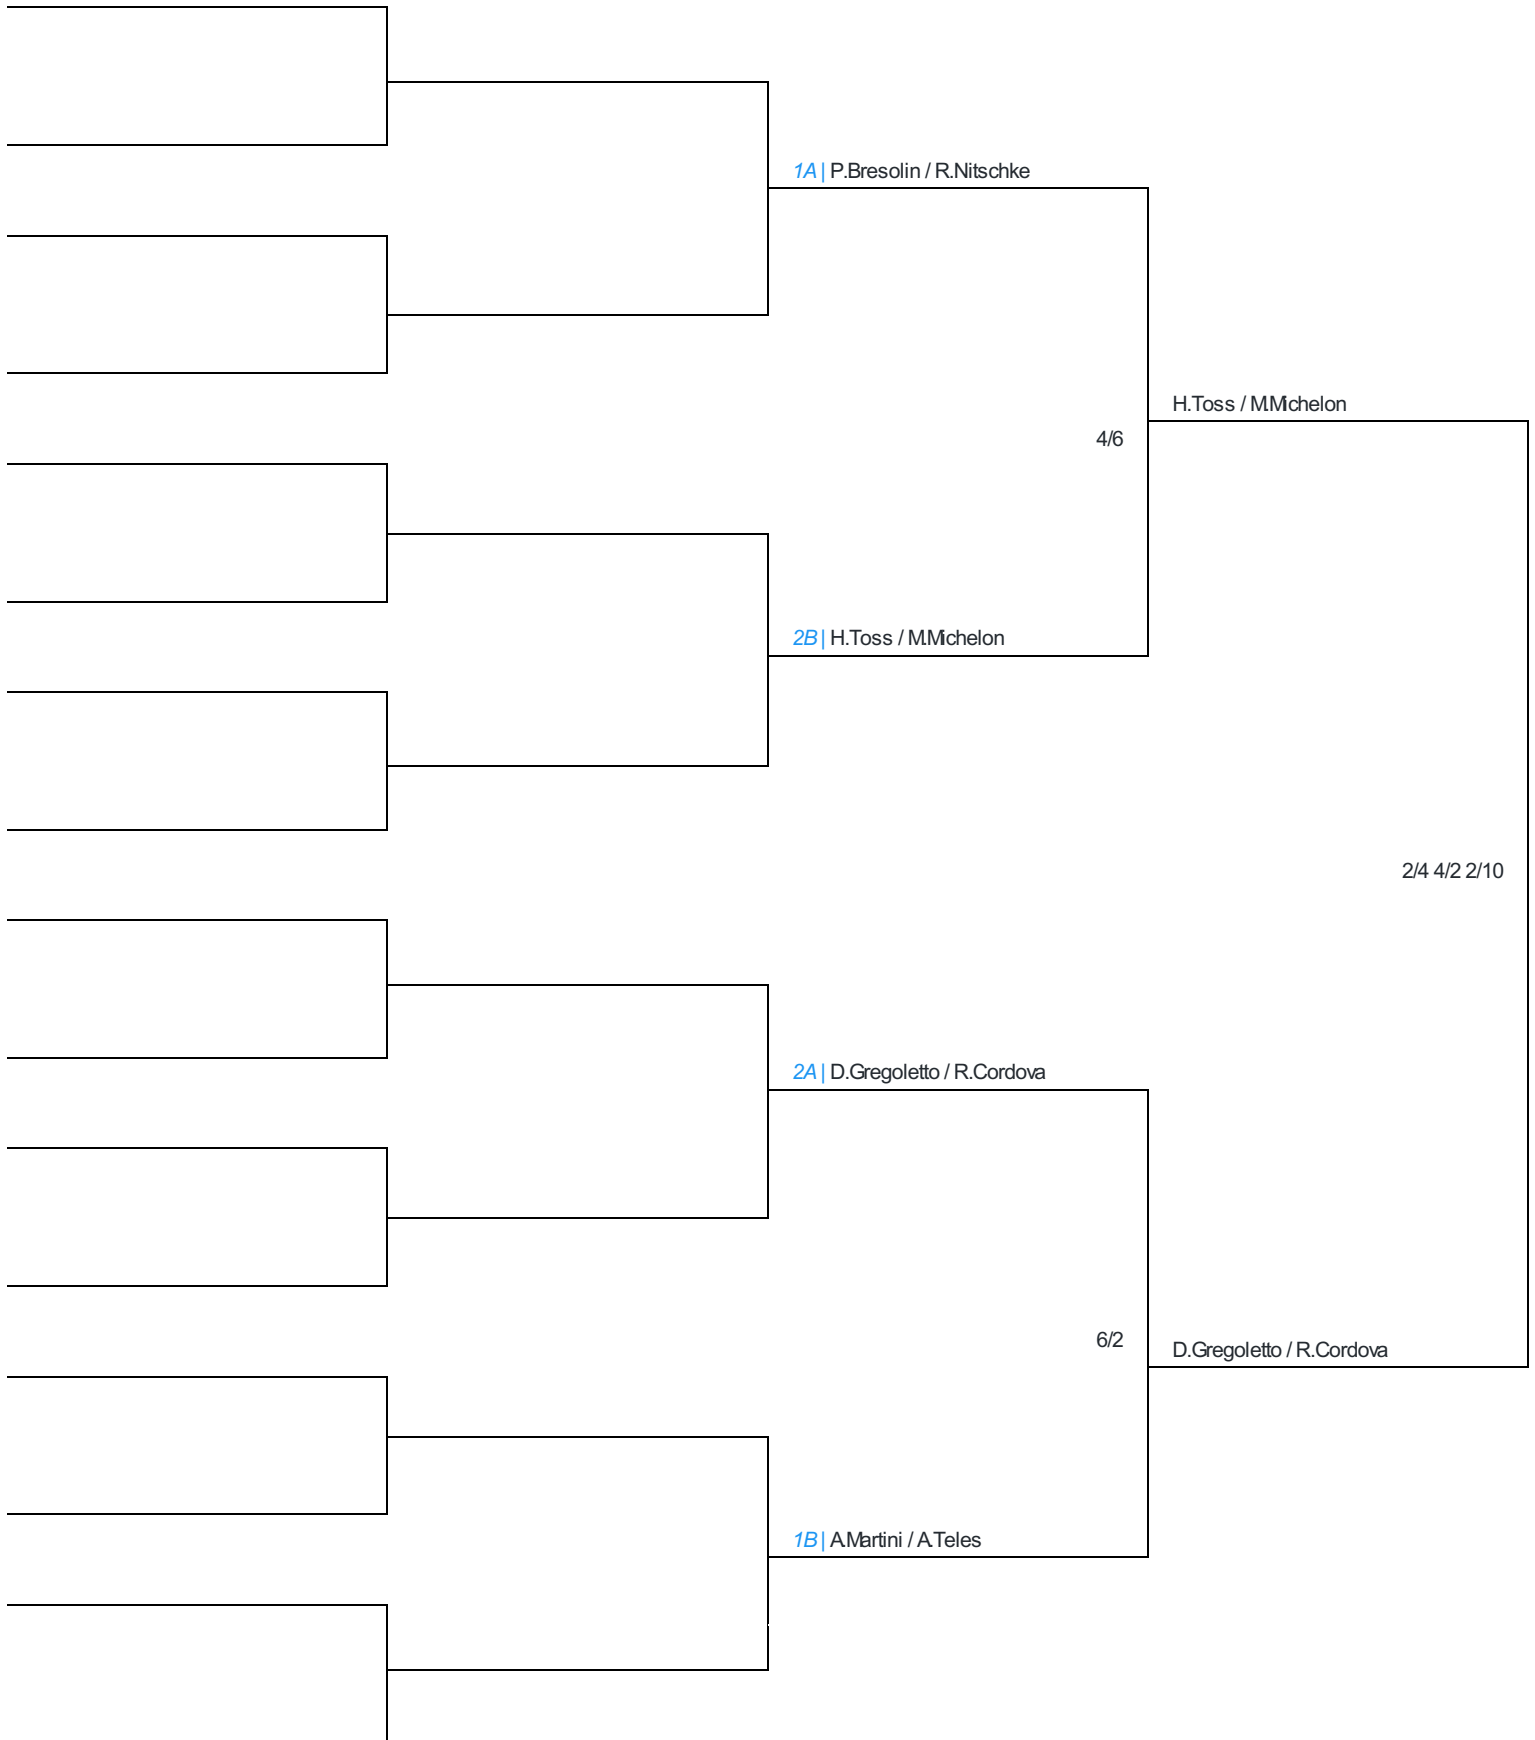 1A | P.Bresolin / R.Nitschke
H.Toss / M.Michelon
4/6
2B | H.Toss / M.Michelon
2/4 4/2 2/10
2A | D.Gregoletto / R.Cordova
6/2
D.Gregoletto / R.Cordova
1B | A.Martini / A.Teles